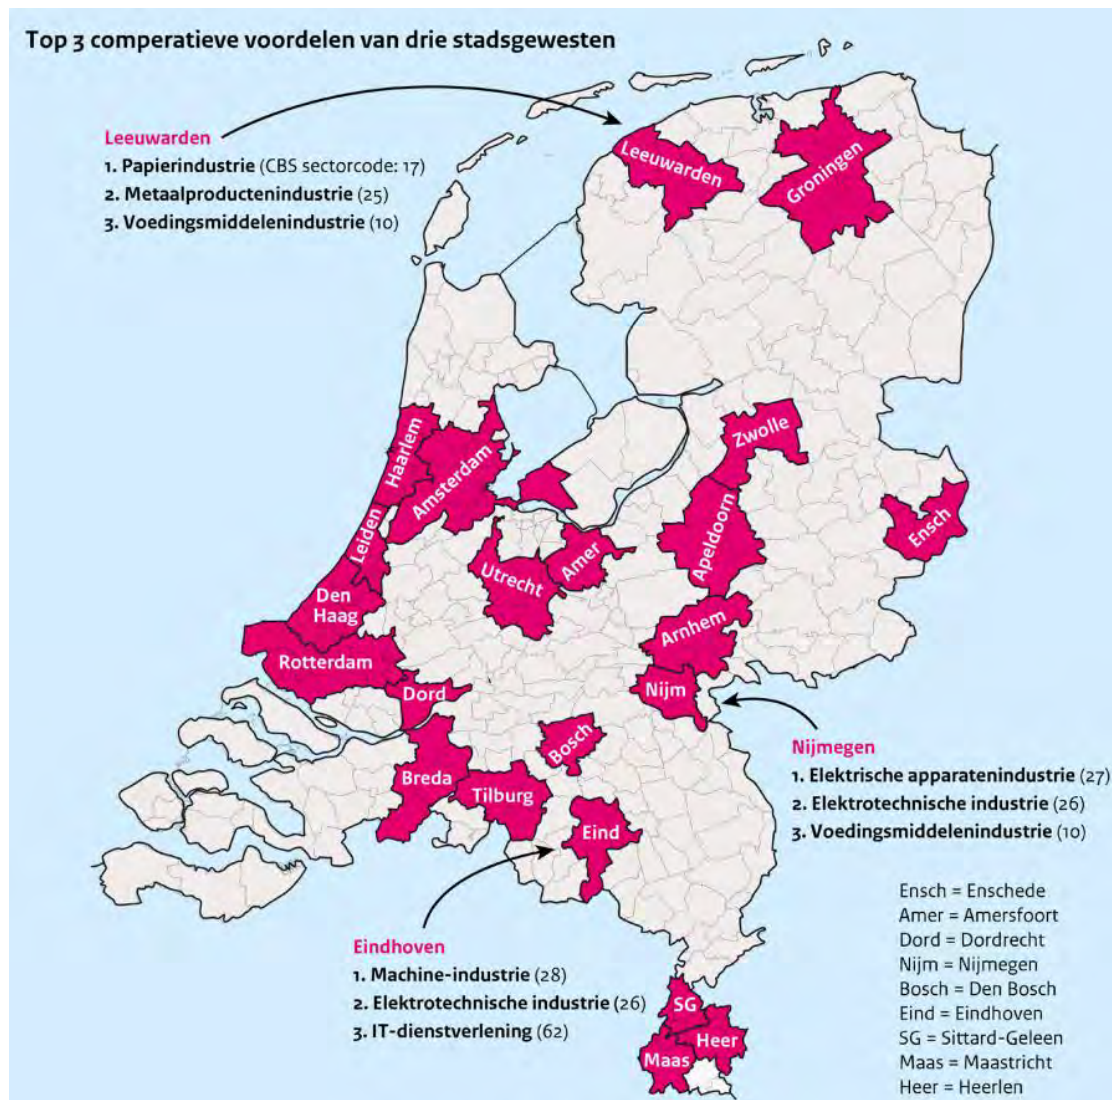 Top 3 comperatieve voordelen van drie stadsgewesten
Leeuwarden
1. Papierindustrie (CBS sectorcode: 17)
2. Metaalproductenindustrie (25)
3. Voedingsmiddelenindustrie (10)
Leeuwarden
Groningen
Zwolle
Haarlem
Amsterdam
Leiden
Apeldoorn
Ensch
Utrecht
Amer
Den
Haag
Arnhem
Rotterdam
Dord
Nijm
Bosch
Breda
Tilburg
Eind
Nijmegen
1. Elektrische apparatenindustrie (27)
2. Elektrotechnische industrie (26)
3. Voedingsmiddelenindustrie (10)
Eindhoven
1. Machine-industrie (28)
2. Elektrotechnische industrie (26)
3. IT-dienstverlening (62)
SG
Heer
Maas
Ensch = Enschede
Amer = Amersfoort
Dord = Dordrecht
Nijm = Nijmegen
Bosch = Den Bosch
Eind = Eindhoven
SG = Sittard-Geleen
Maas = Maastricht
Heer = Heerlen